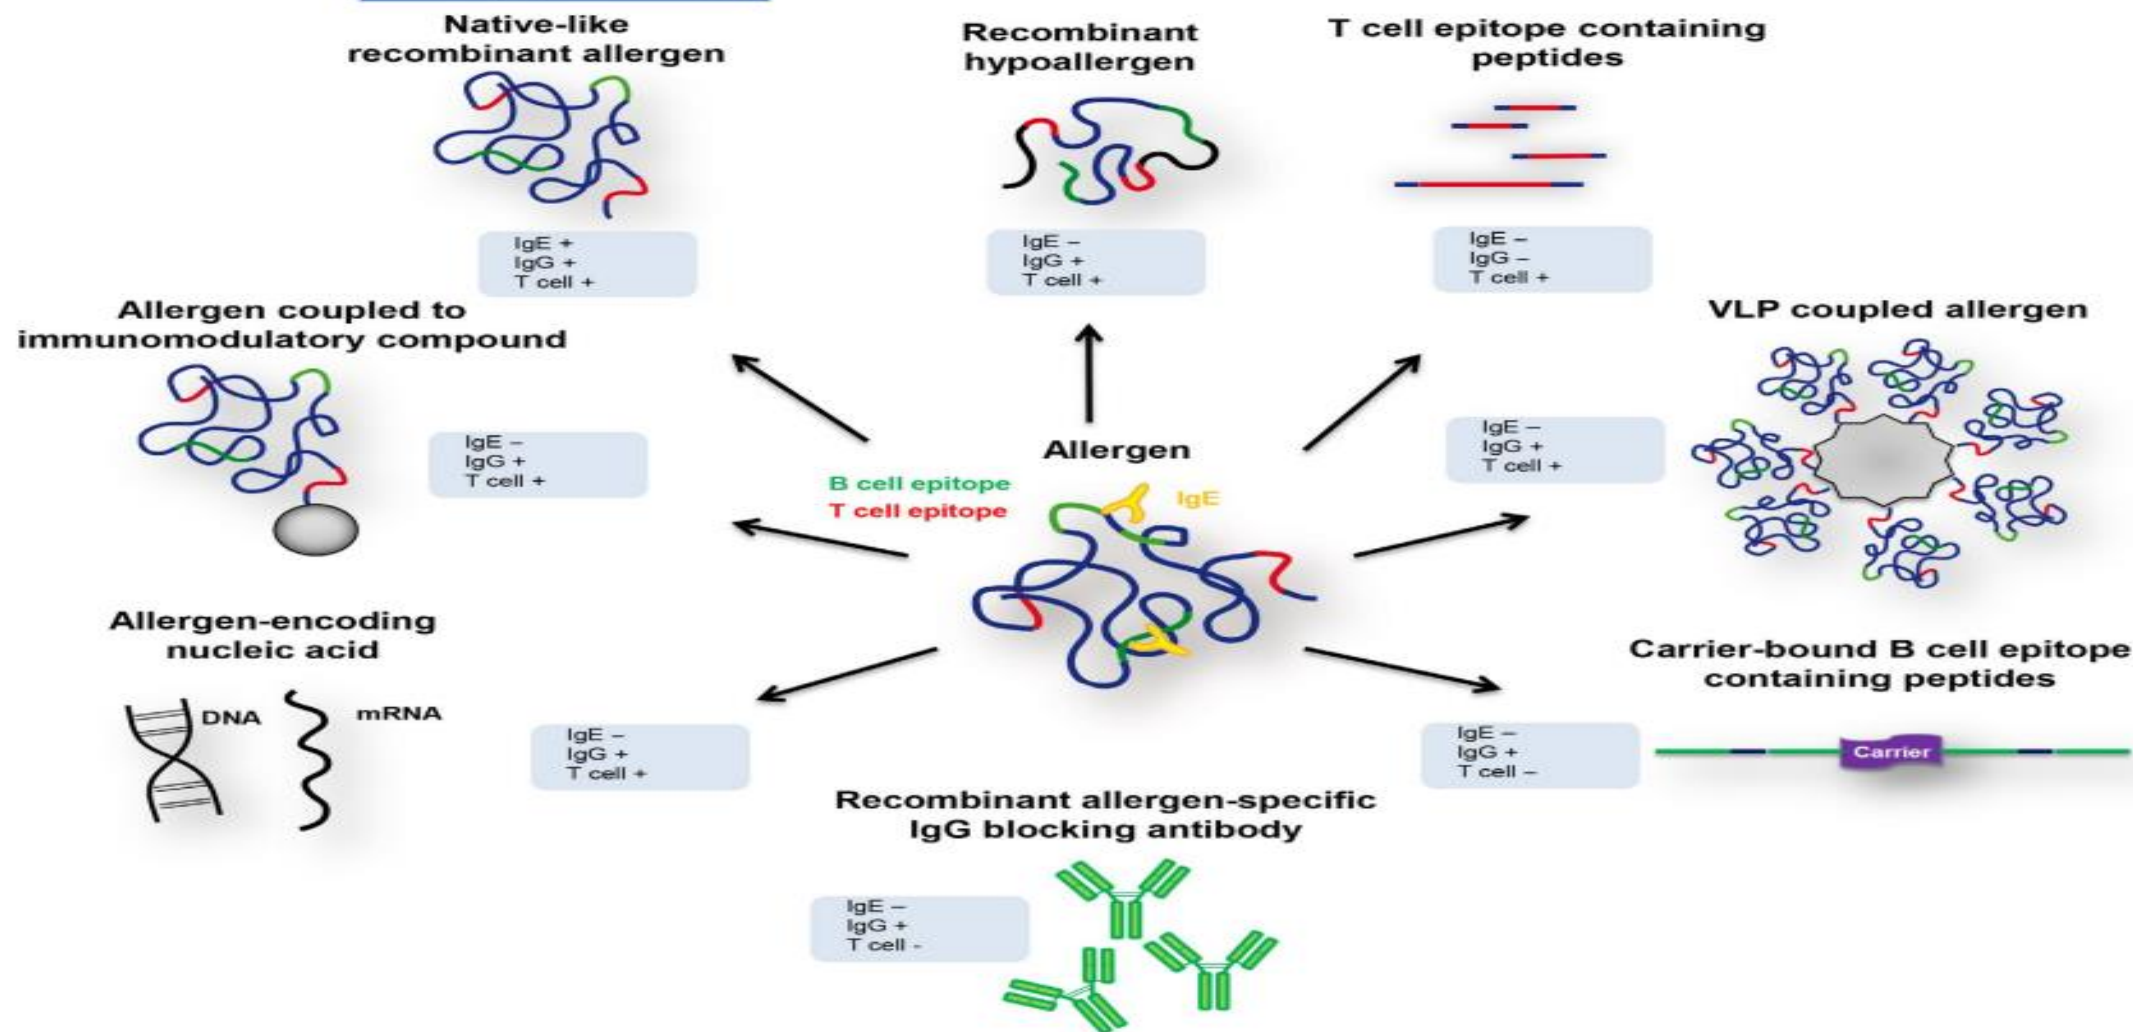 Native-like
recombinant allergen
IgE +
IgG +
T cell +
Recombinant
hypoallergen
IgE –
IgG +
T cell +
T cell epitope containing
peptides
IgE –
IgG –
T cell +
Allergen coupled to
immunomodulatory compound
IgE –
IgG +
T cell +
VLP coupled allergen
IgE –
IgG +
T cell +
Allergen
B cell epitope
T cell epitope
IgE
Allergen-encoding
nucleic acid
DNA
mRNA
IgE –
IgG +
T cell +
Carrier-bound B cell epitope
containing peptides
IgE –
IgG +
T cell –
Carrier
Recombinant allergen-specific
IgG blocking antibody
IgE –
IgG +
T cell -